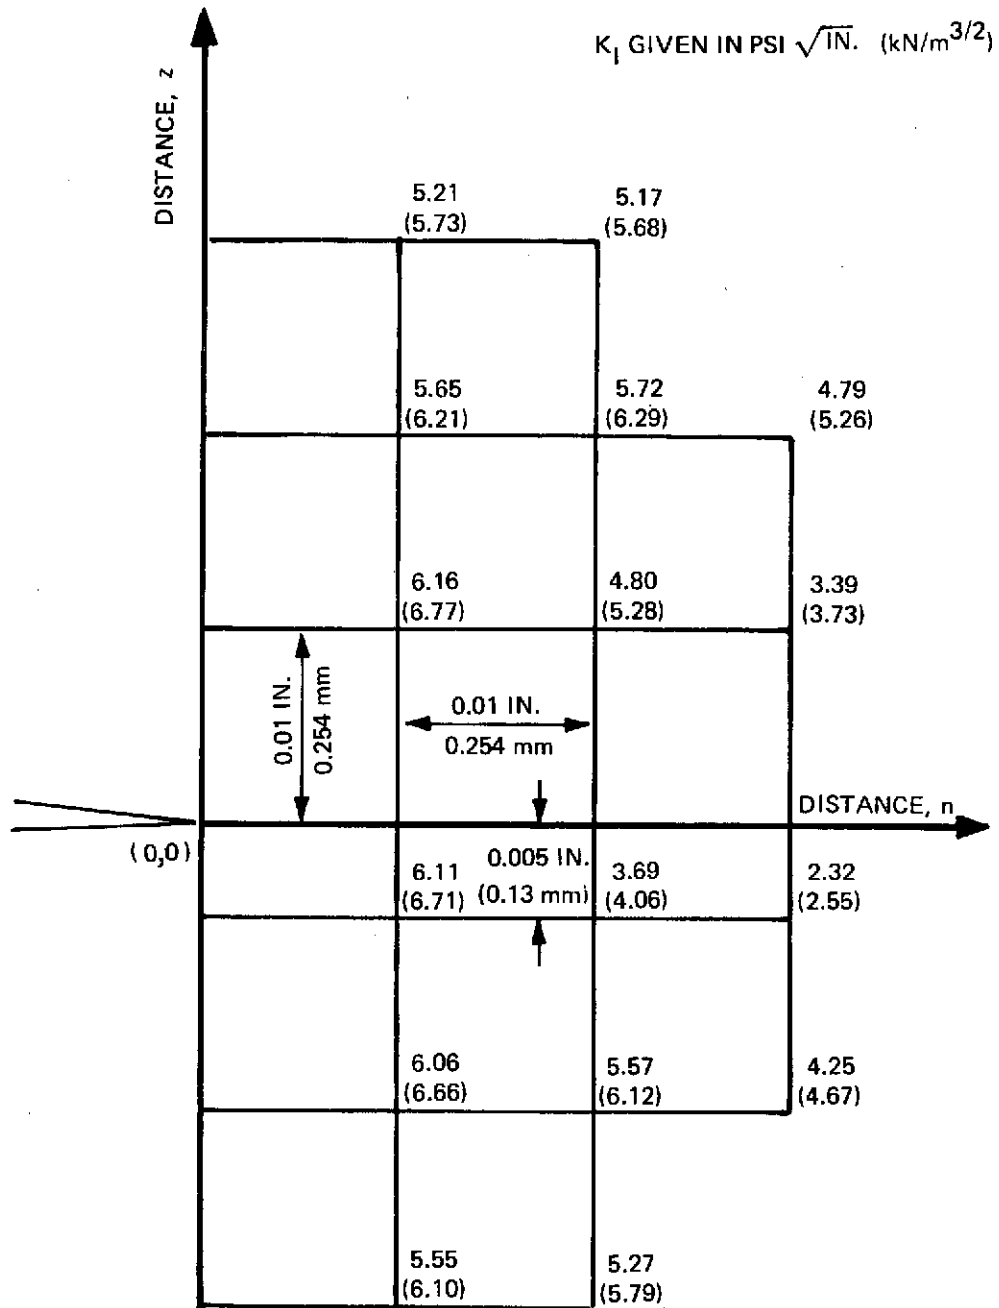 K_I GIVEN IN PSI √IN. (kN/m^3/2)
DISTANCE, z
5.21 5.17
(5.73) (5.68)
5.65 5.72 4.79
(6.21) (6.29) (5.26)
6.16 4.80 3.39
(6.77) (5.28) (3.73)
0.01 IN.
0.254 mm
0.01 IN.
0.254 mm
DISTANCE, n
(0,0)
6.11 0.005 IN. 3.69 2.32
(6.71) (0.13 mm) (4.06) (2.55)
6.06 5.57 4.25
(6.66) (6.12) (4.67)
5.55 5.27
(6.10) (5.79)